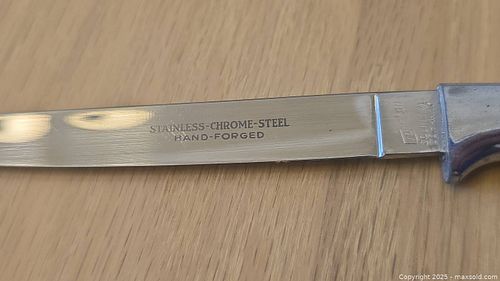 STAINLESS-CHROME-STEEL
HAND-FORGED
Copyright 2025 - maxsold.com